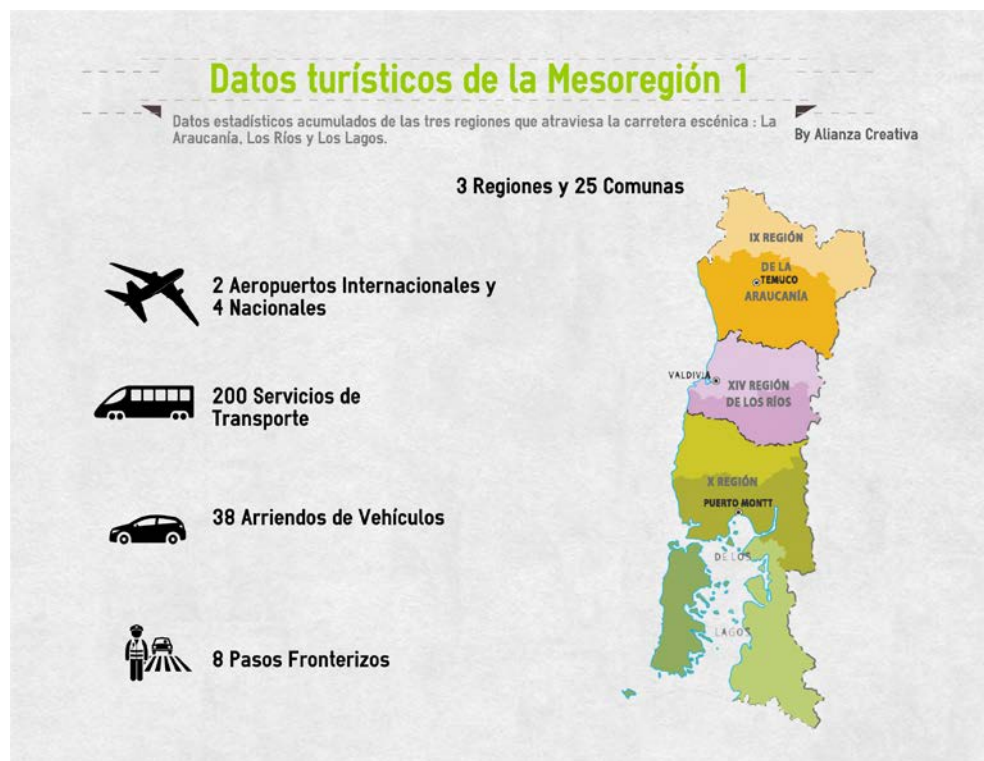 Datos turísticos de la Mesoregión 1
Datos estadísticos acumulados de las tres regiones que atraviesa la carretera escénica : La
Araucanía, Los Ríos y Los Lagos.
By Alianza Creativa
3 Regiones y 25 Comunas
2 Aeropuertos Internacionales y
4 Nacionales
200 Servicios de
Transporte
38 Arriendos de Vehículos
8 Pasos Fronterizos
IX REGIÓN
DE LA
TEMUCO
ARAUCANÍA
VALDIVIA
XIV REGIÓN
DE LOS RÍOS
X REGIÓN
PUERTO MONTT
DE LOS
LAGOS